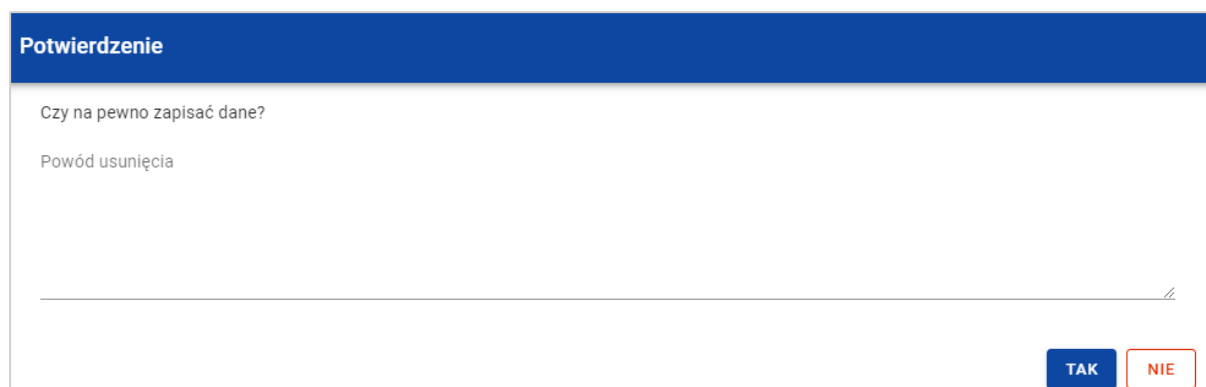 Potwierdzenie
Czy na pewno zapisać dane?
Powód usunięcia
TAK NIE